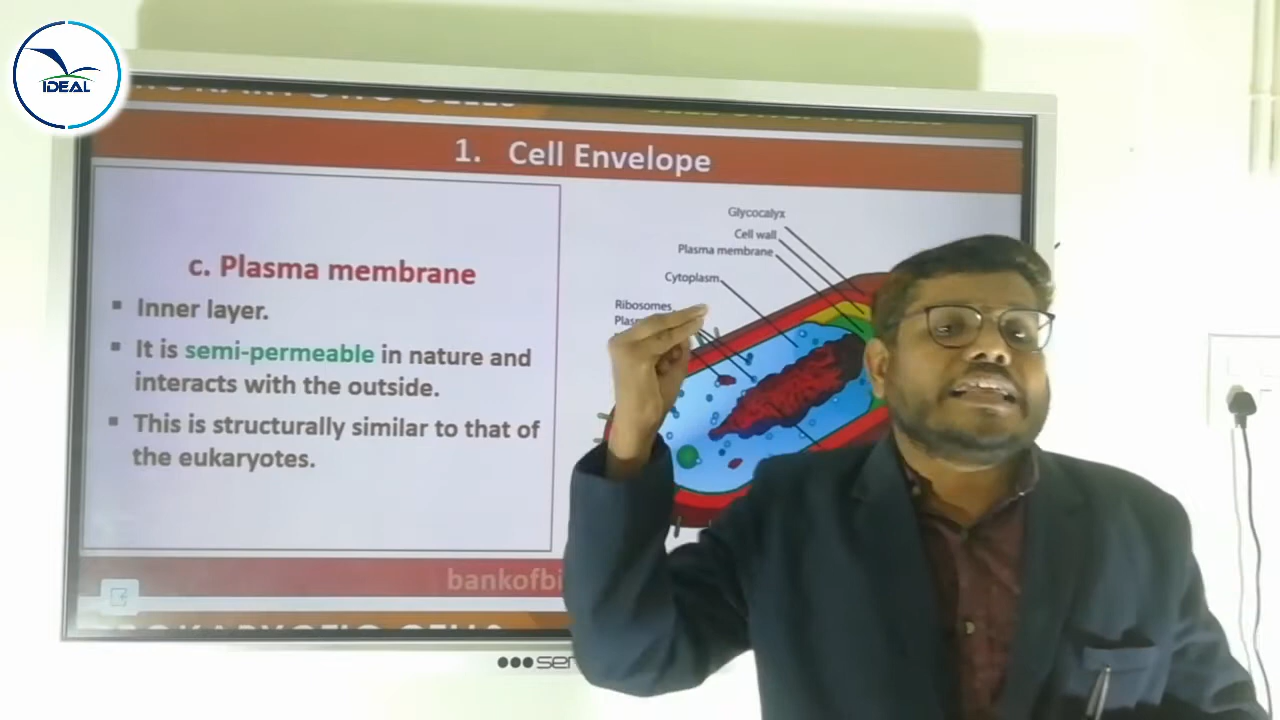 IDEAL
1. Cell Envelope
c. Plasma membrane
▪ Inner layer.
▪ It is semi-permeable in nature and
interacts with the outside.
▪ This is structurally similar to that of
the eukaryotes.
Glycocalyx
Cell wall
Plasma membrane
Cytoplasm
Ribosomes
Plas
bankofbi